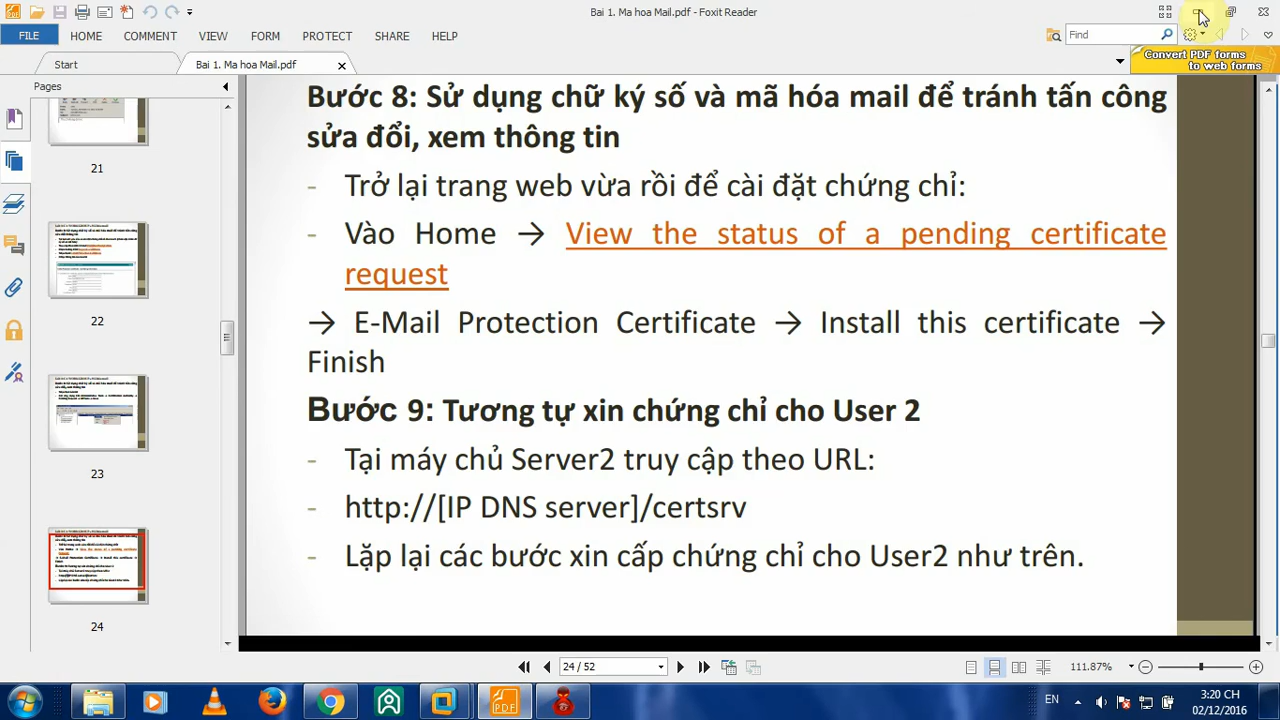 Bai 1. Ma hoa Mail.pdf - Foxit Reader
FILE HOME COMMENT VIEW FORM PROTECT SHARE HELP
Find
Start Bai 1. Ma hoa Mail.pdf
Convert PDF forms
to web forms
Pages
21
22
23
24
Bước 8: Sử dụng chữ ký số và mã hóa mail để tránh tấn công
sửa đổi, xem thông tin
- Trở lại trang web vừa rồi để cài đặt chứng chỉ:
- Vào Home → View the status of a pending certificate
request
→ E-Mail Protection Certificate → Install this certificate →
Finish
Bước 9: Tương tự xin chứng chỉ cho User 2
- Tại máy chủ Server2 truy cập theo URL:
- http://[IP DNS server]/certsrv
- Lặp lại các bước xin cấp chứng chỉ cho User2 như trên.
24 / 52
111.87%
EN
3:20 CH
02/12/2016